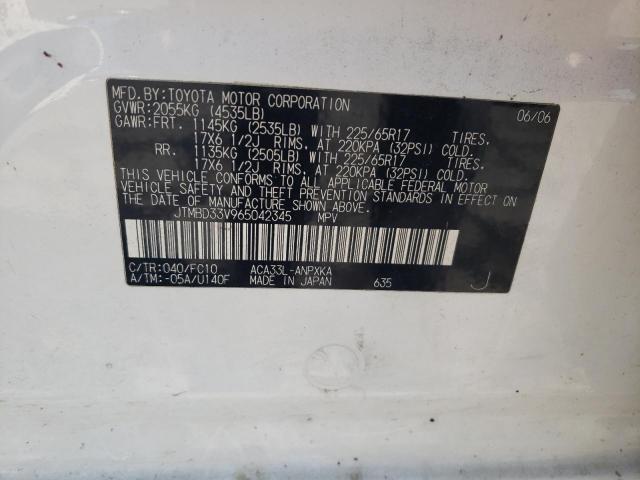 MFD.BY:TOYOTA MOTOR CORPORATION 06/06
GVWR:2055KG (4535LB)
GAWR:FRT. 1145KG (2535LB) WITH 225/65R17 TIRES.
17X6 1/2J RIMS, AT 220KPA (32PSI) COLD.
RR. 1135KG (2505LB) WITH 225/65R17 TIRES.
17X6 1/2J RIMS, AT 220KPA (32PSI) COLD.
THIS VEHICLE CONFORMS TO ALL APPLICABLE FEDERAL MOTOR
VEHICLE SAFETY AND THEFT PREVENTION STANDARDS IN EFFECT ON
THE DATE OF MANUFACTURE SHOWN ABOVE.
JTMBD33V965042345 MPV
C/TR:040/FC10 ACA33L-ANPXKA
A/TM:-05A/U140F MADE IN JAPAN 635 J